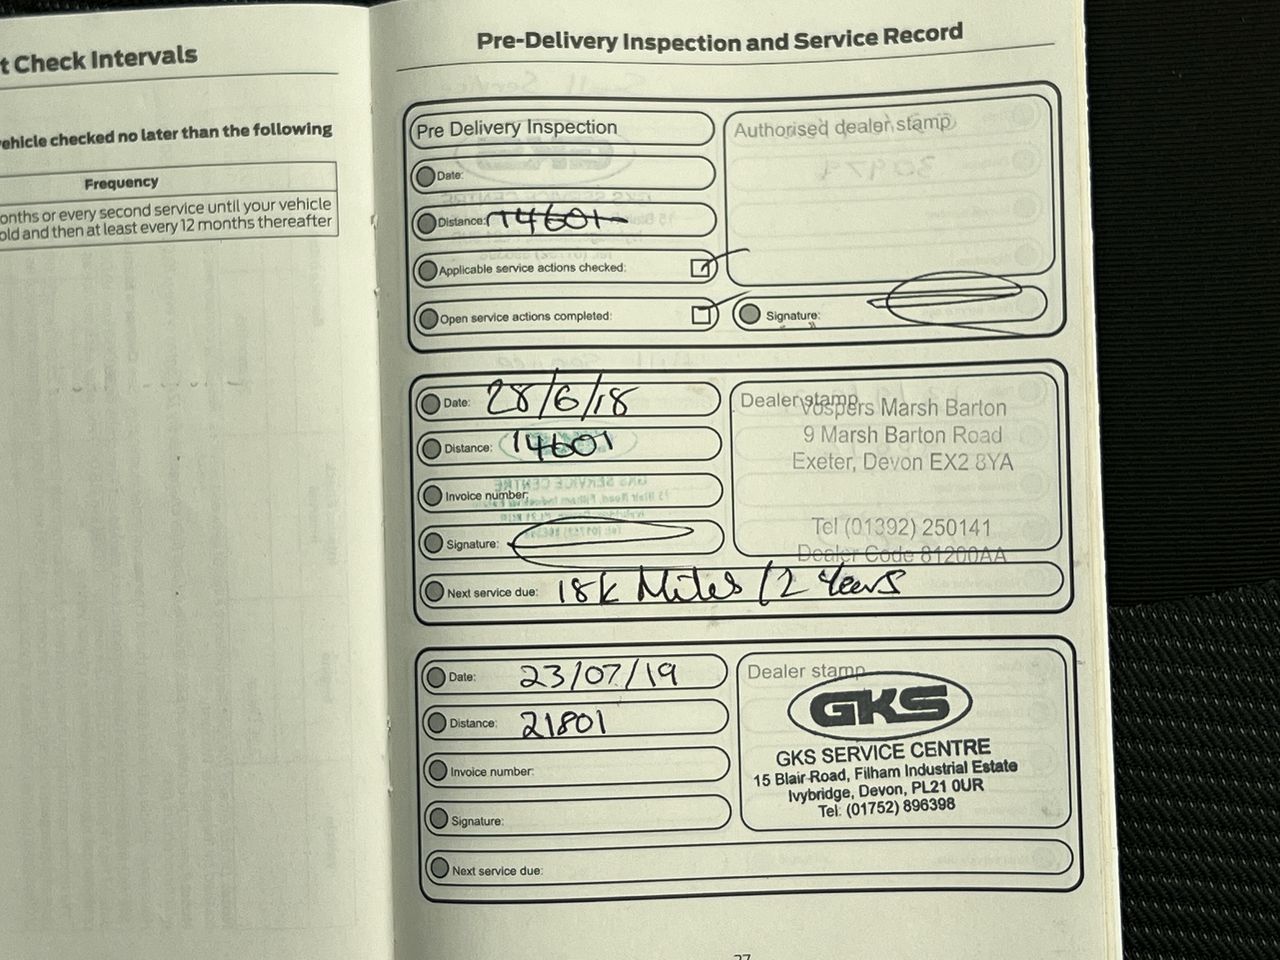 t Check Intervals
ehicle checked no later than the following
Frequency
onths or every second service until your vehicle
old and then at least every 12 months thereafter
Pre-Delivery Inspection and Service Record
Pre Delivery Inspection
Date:
Distance: 14601
Applicable service actions checked:
Open service actions completed:
Authorised dealer stamp
Signature:
Date: 28/6/18
Distance: 14601
Invoice number:
Signature:
Dealer stamp
Vospers Marsh Barton
9 Marsh Barton Road
Exeter, Devon EX2 8YA
Tel (01392) 250141
Dealer Code 81200AA
Next service due: 18k Miles / 2 Years
Date: 23/07/19
Distance: 21801
Invoice number:
Signature:
Dealer stamp
GKS
GKS SERVICE CENTRE
15 Blair Road, Filham Industrial Estate
Ivybridge, Devon, PL21 0UR
Tel: (01752) 896398
Next service due: